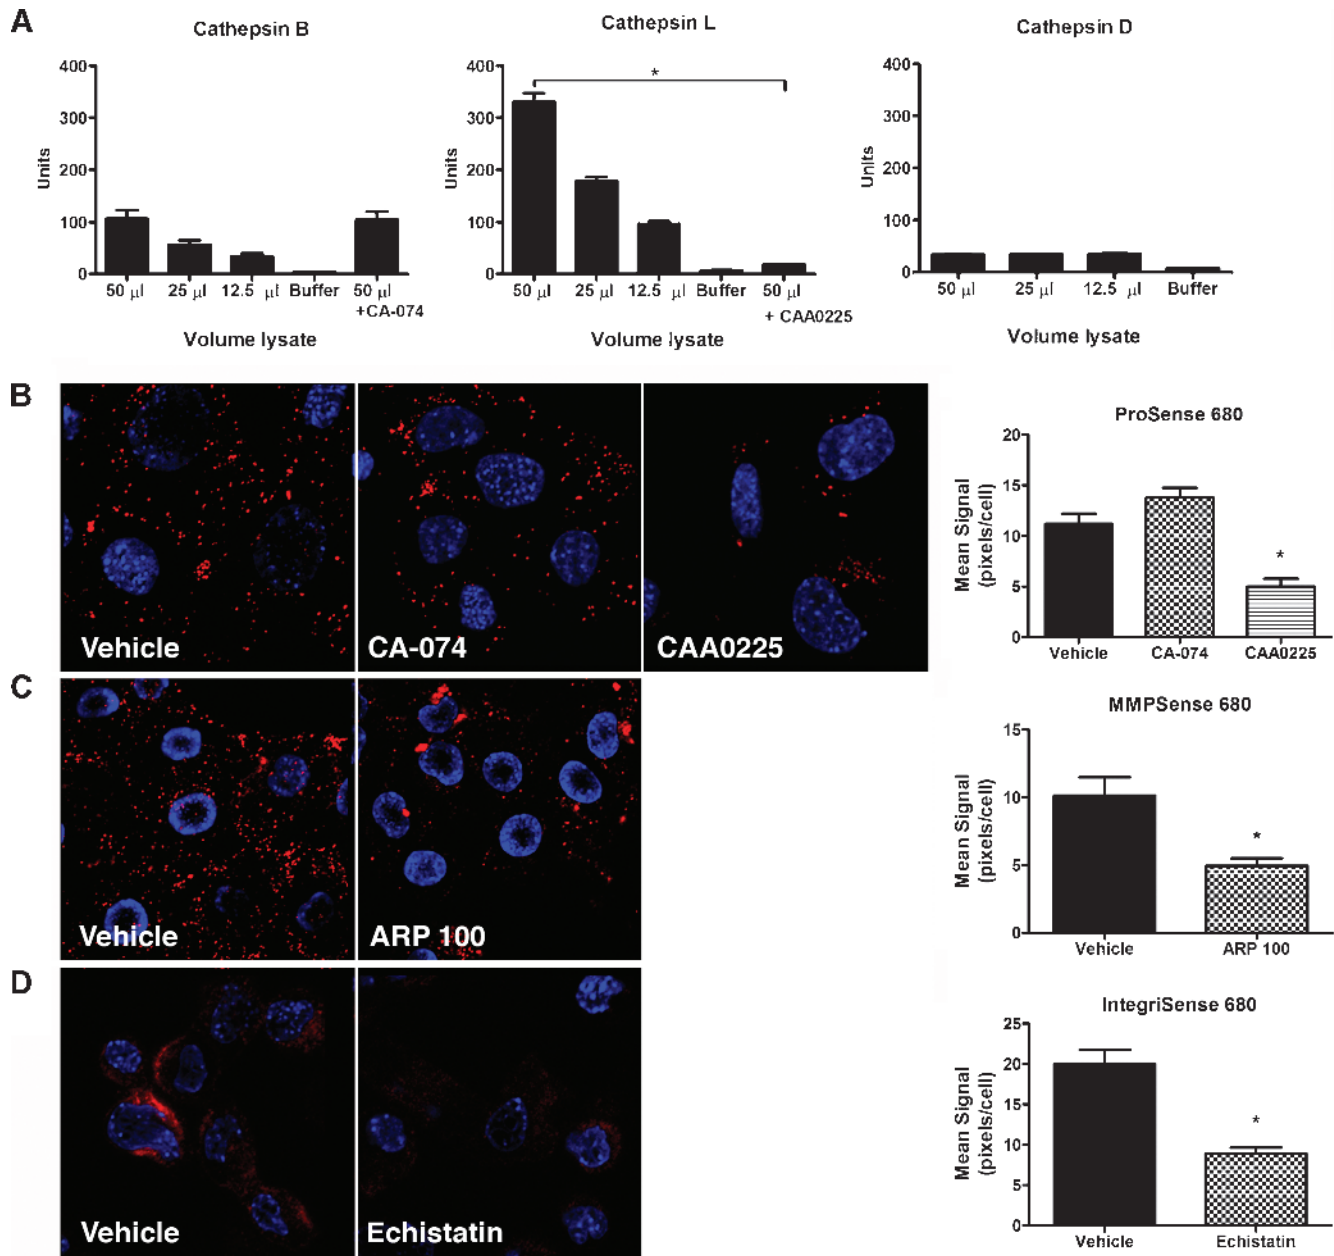 A
Cathepsin B
400
300
200
100
0
Units
50 µl 25 µl 12.5 µl Buffer 50 µl
+CA-074
Volume lysate
Cathepsin L
*
400
300
200
100
0
Units
50 µl 25 µl 12.5 µl Buffer 50 µl
+ CAA0225
Volume lysate
Cathepsin D
400
300
200
100
0
Units
50 µl 25 µl 12.5 µl Buffer
Volume lysate
B
Vehicle
CA-074
CAA0225
ProSense 680
20
15
10
5
0
Mean Signal
(pixels/cell)
*
Vehicle CA-074 CAA0225
C
Vehicle
ARP 100
MMPSense 680
15
10
5
0
Mean Signal
(pixels/cell)
*
Vehicle ARP 100
D
Vehicle
Echistatin
IntegriSense 680
25
20
15
10
5
0
Mean Signal
(pixels/cell)
*
Vehicle Echistatin